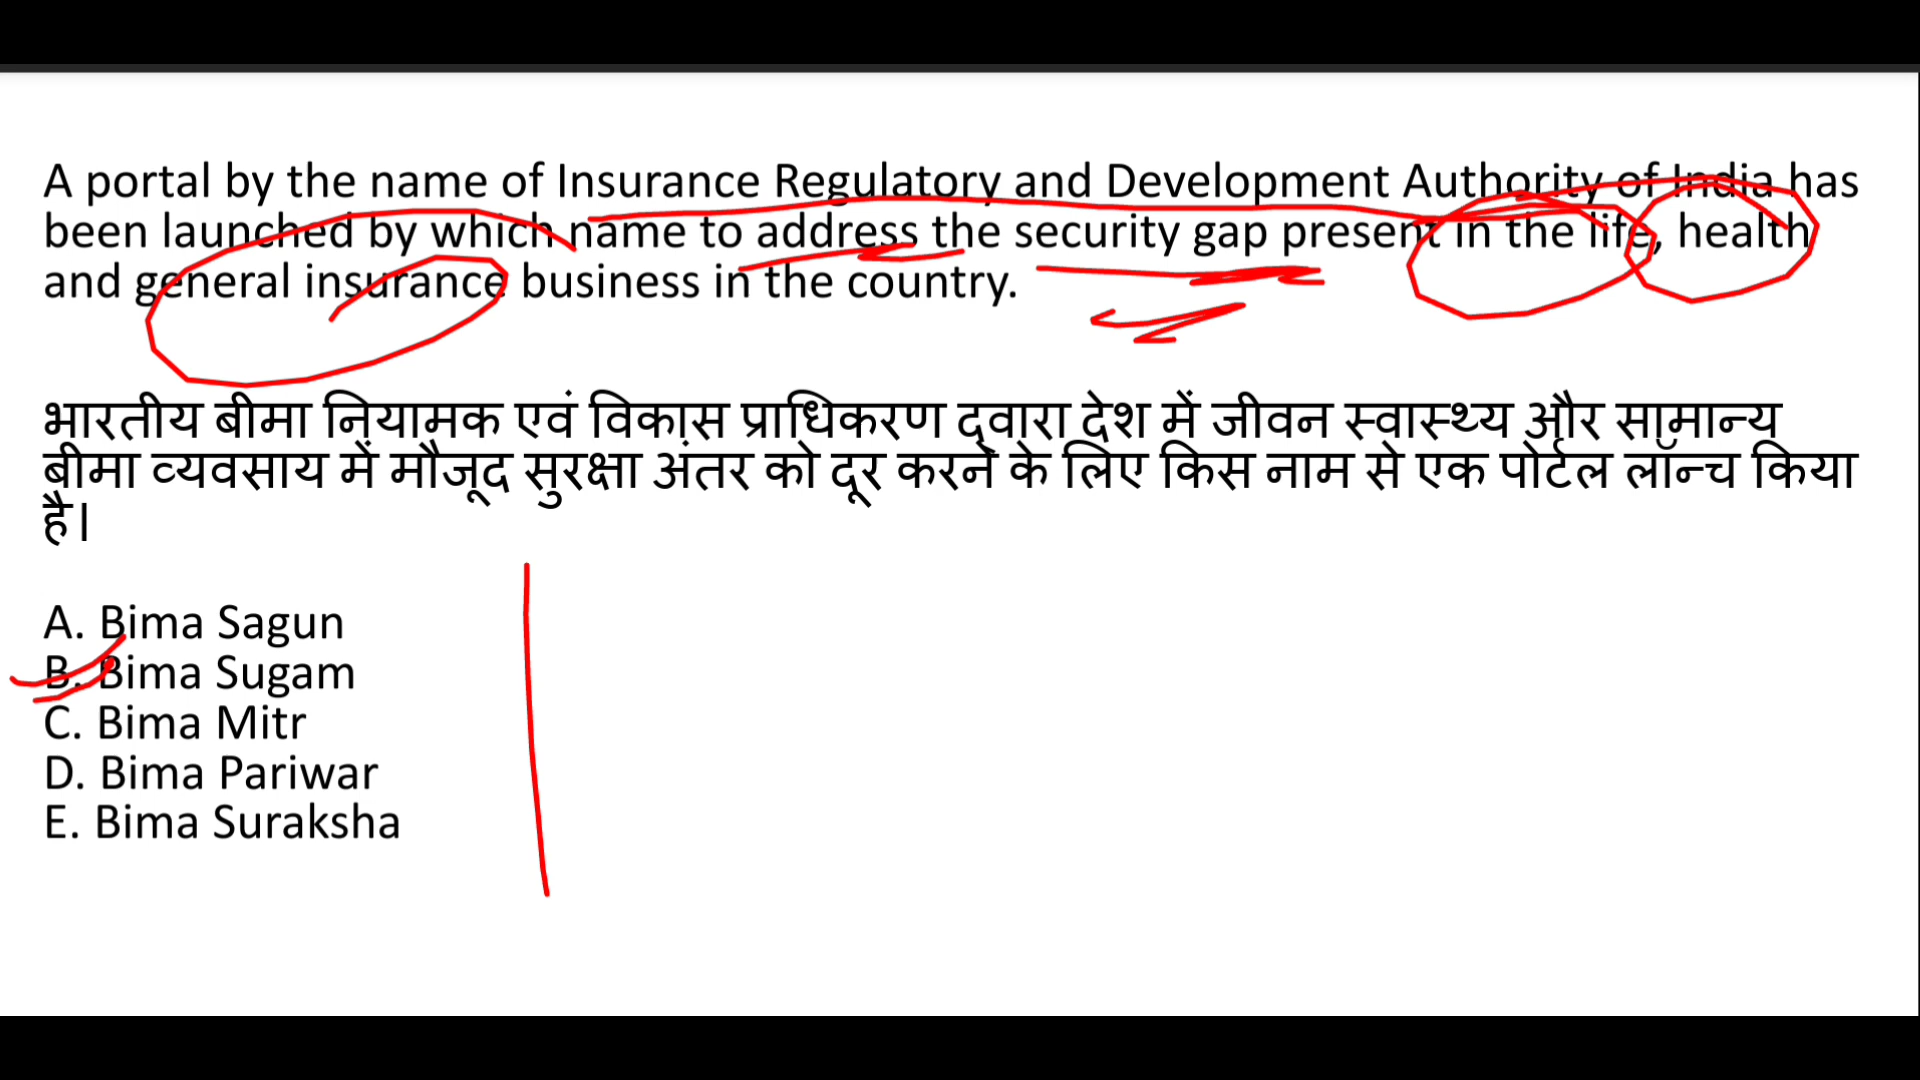 A portal by the name of Insurance Regulatory and Development Authority of India has
been launched by which name to address the security gap present in the life, health
and general insurance business in the country.
भारतीय बीमा नियामक एवं विकास प्राधिकरण द्वारा देश में जीवन स्वास्थ्य और सामान्य
बीमा व्यवसाय में मौजूद सुरक्षा अंतर को दूर करने के लिए किस नाम से एक पोर्टल लॉन्च किया
है।
A. Bima Sagun
B. Bima Sugam
C. Bima Mitr
D. Bima Pariwar
E. Bima Suraksha